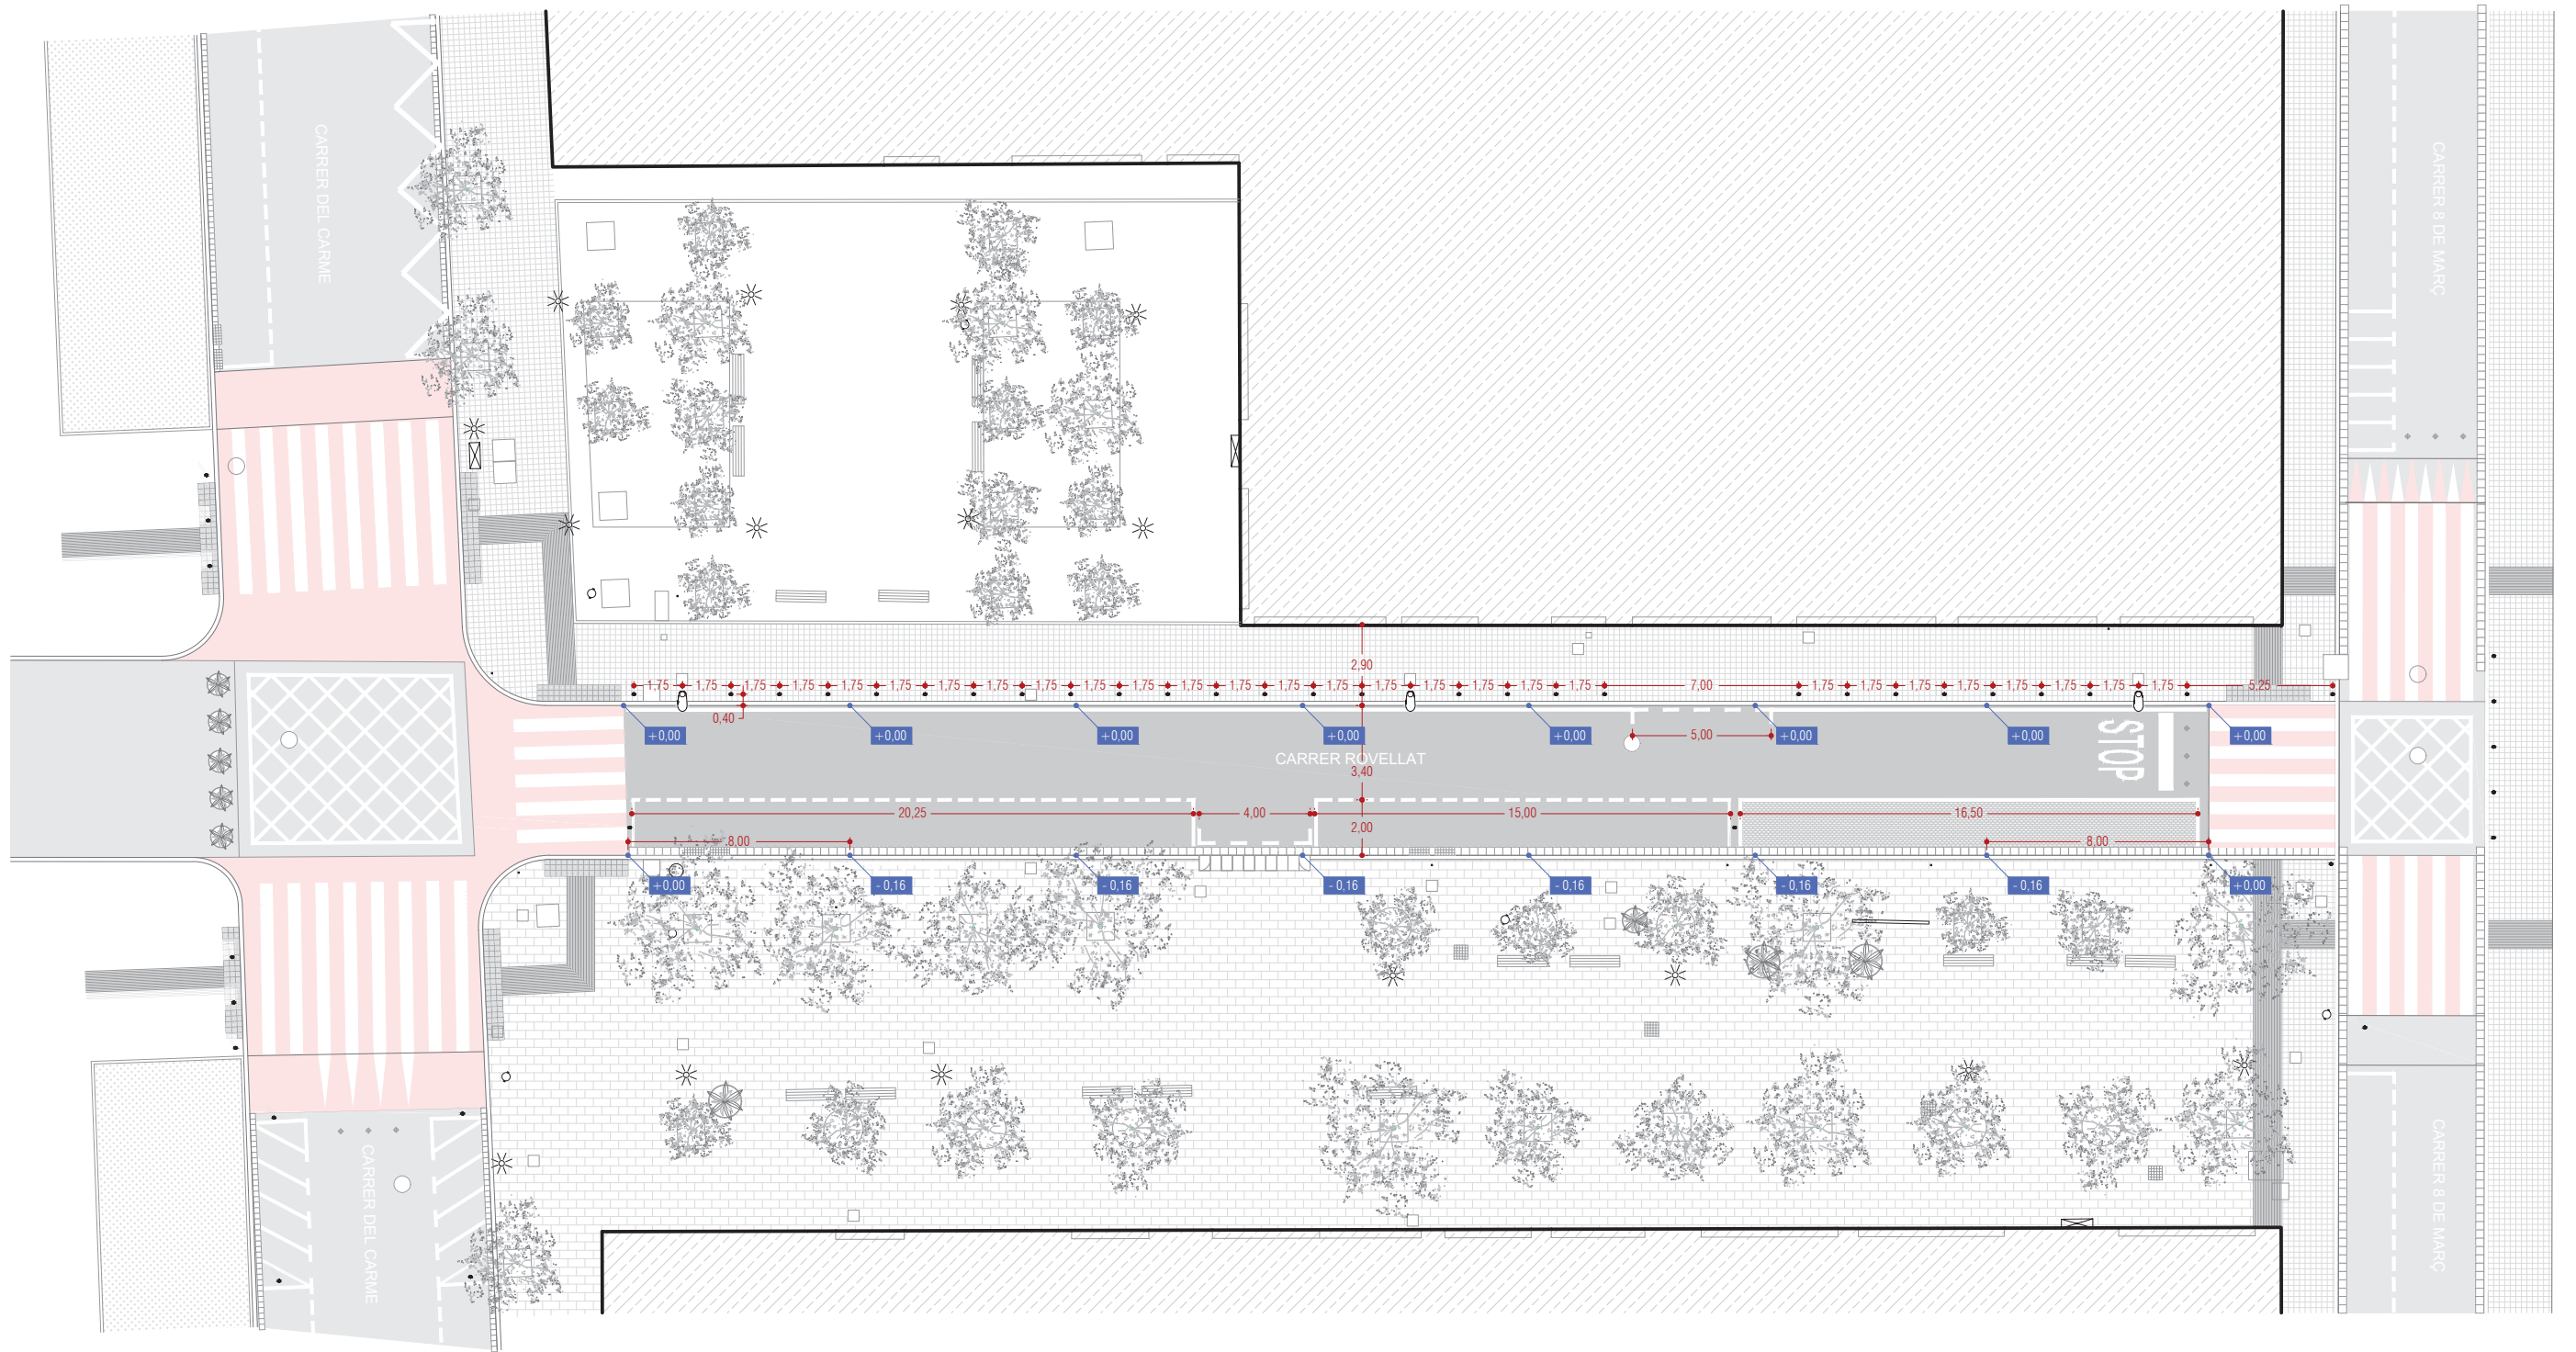 CARRER DEL CARME
CARRER 8 DE MARÇ
2,90
1,75 1,75 1,75 1,75 1,75 1,75 1,75 1,75 1,75 1,75 1,75 1,75 1,75 1,75 1,75 1,75 1,75 1,75 1,75 1,75 7,00 1,75 1,75 1,75 1,75 1,75 1,75 1,75 1,75 5,25
0,40
+0,00 +0,00 +0,00 +0,00 +0,00 5,00 +0,00 +0,00 +0,00
STOP
CARRER ROVELLAT
3,40
20,25 4,00 15,00 16,50
2,00
8,00 8,00
+0,00 - 0,16 - 0,16 - 0,16 - 0,16 - 0,16 - 0,16 +0,00
CARRER DEL CARME
CARRER 8 DE MARÇ